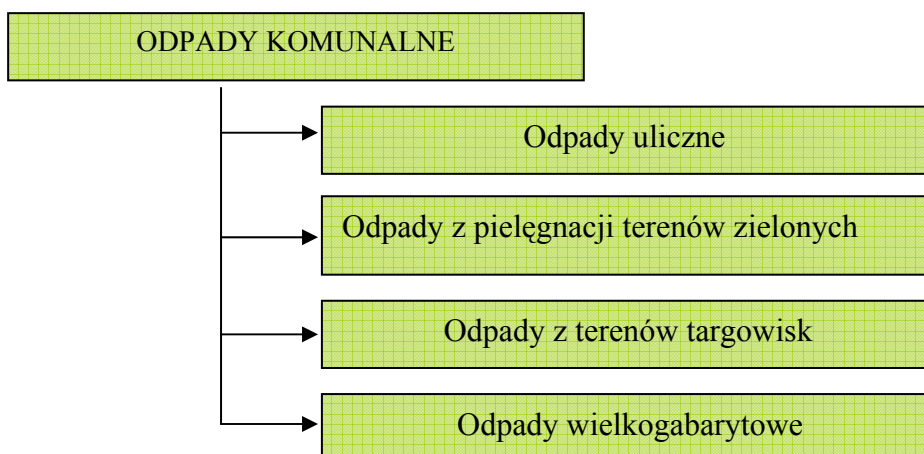 ODPADY KOMUNALNE
Odpady uliczne
Odpady z pielęgnacji terenów zielonych
Odpady z terenów targowisk
Odpady wielkogabarytowe